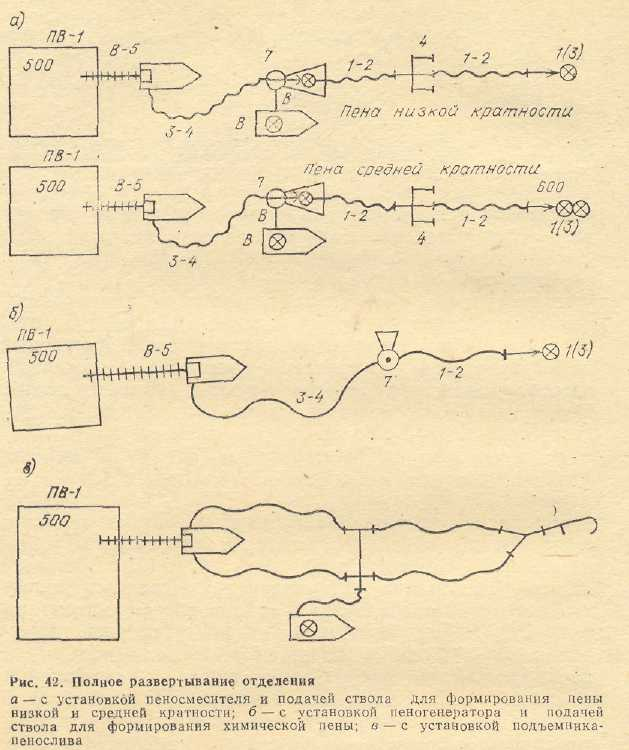 а)
ПВ-1 В-5
500
7 1-2 4 1-2 1(3)
В
В
3-4
Пена низкой кратности
ПВ-1
Пена средней кратности
500 В-5 7 600
В
В 1-2 4 1-2 1(3)
3-4
б)
ПВ-1
500 В-5 1(3)
1-2
7
3-4
в)
ПВ-1
500
Рис. 42. Полное развертывание отделения
а — с установкой пеносмесителя и подачей ствола для формирования пены
низкой и средней кратности; б — с установкой пеногенератора и подачей
ствола для формирования химической пены; в — с установкой подъемника-
пенослива